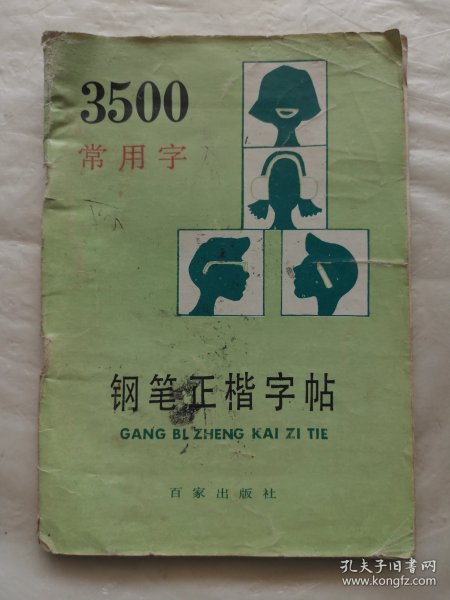 3500
常用字
钢笔正楷字帖
GANG BI ZHENG KAI ZI TIE
百家出版社
孔夫子旧书网
www.kongfz.com